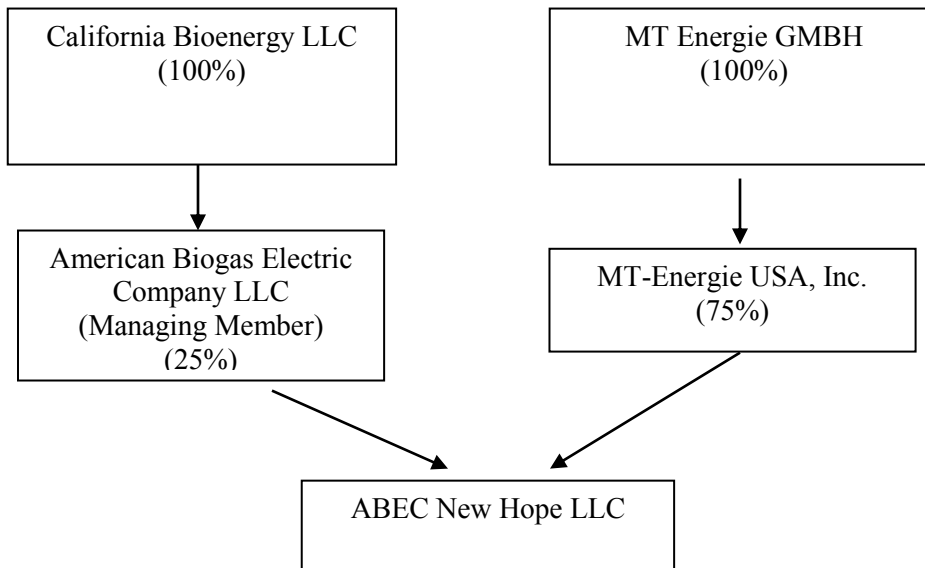 California Bioenergy LLC
(100%)
MT Energie GMBH
(100%)
American Biogas Electric
Company LLC
(Managing Member)
(25%)
MT-Energie USA, Inc.
(75%)
ABEC New Hope LLC